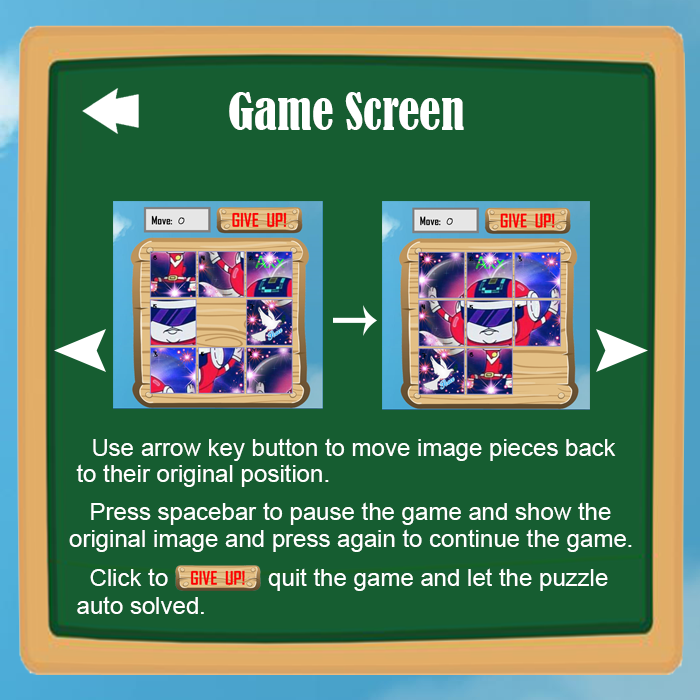 Game Screen
Move: 0
GIVE UP!
Move: 0
GIVE UP!
Use arrow key button to move image pieces back
to their original position.
Press spacebar to pause the game and show the
original image and press again to continue the game.
Click to GIVE UP! quit the game and let the puzzle
auto solved.